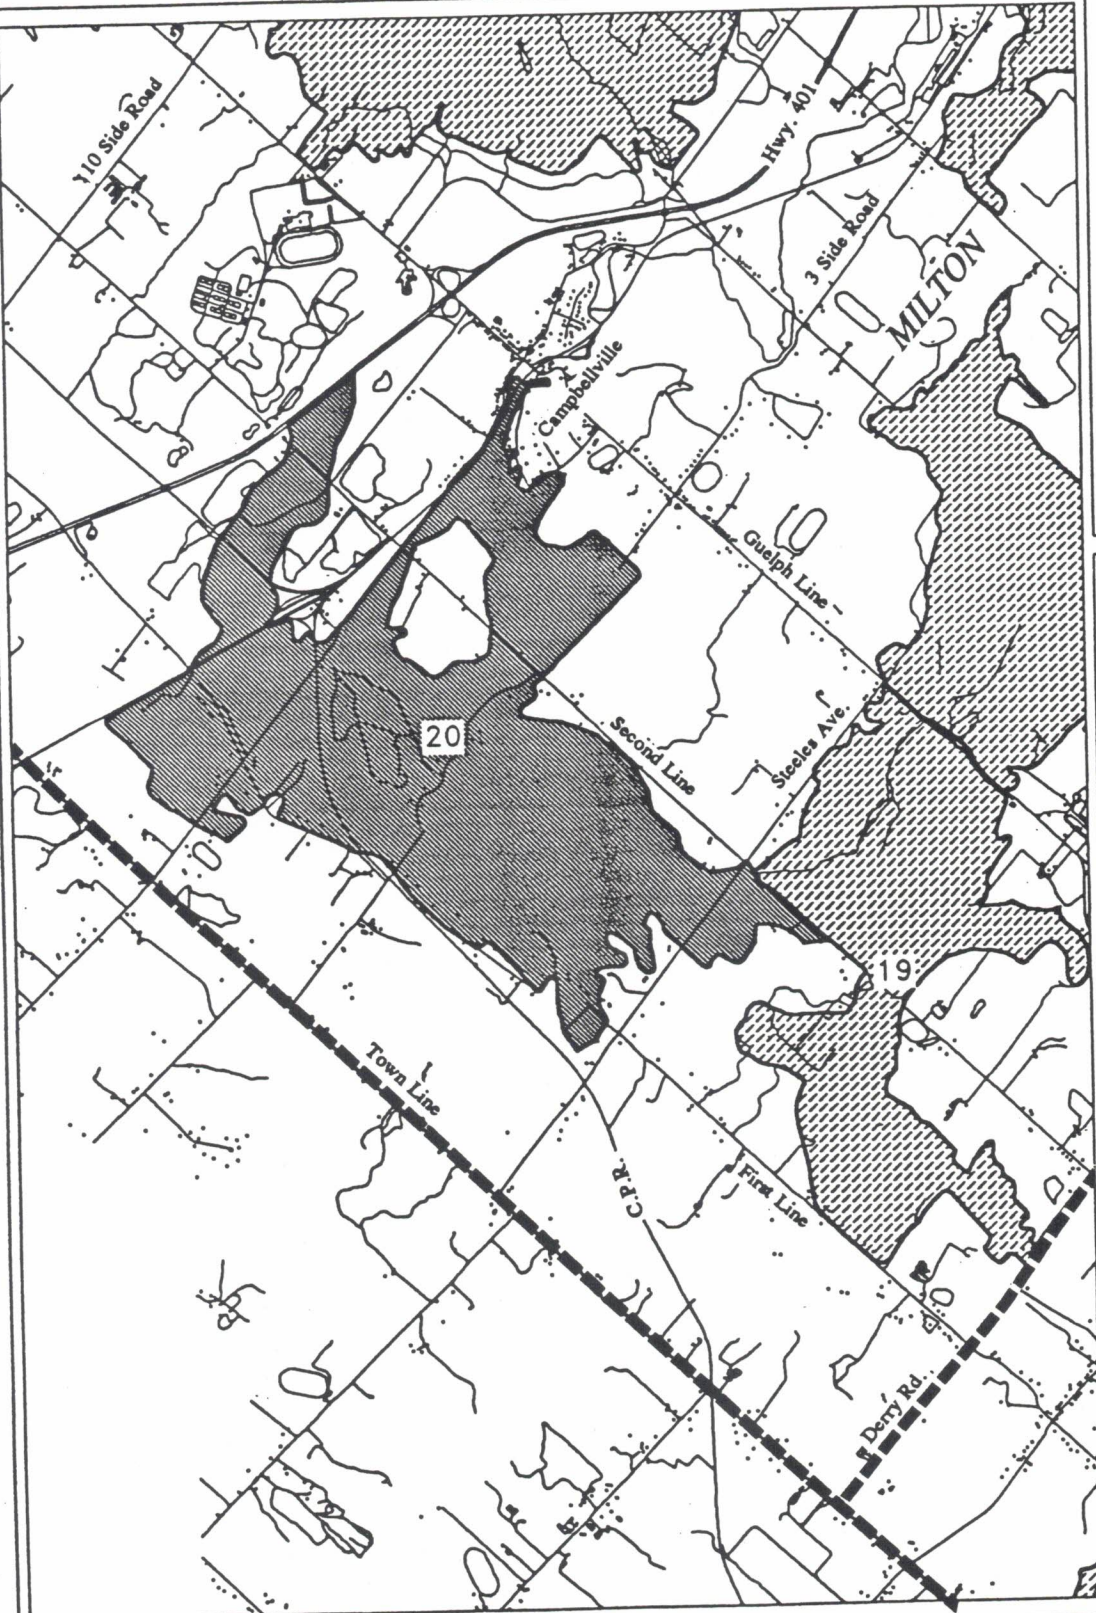 10 Side Road
Hwy. 401
3 Side Road
MILTON
Campbellville
Guelph Line
20
Second Line
Steeles Ave.
19
Town Line
C.P.R.
First Line
Derry Rd.